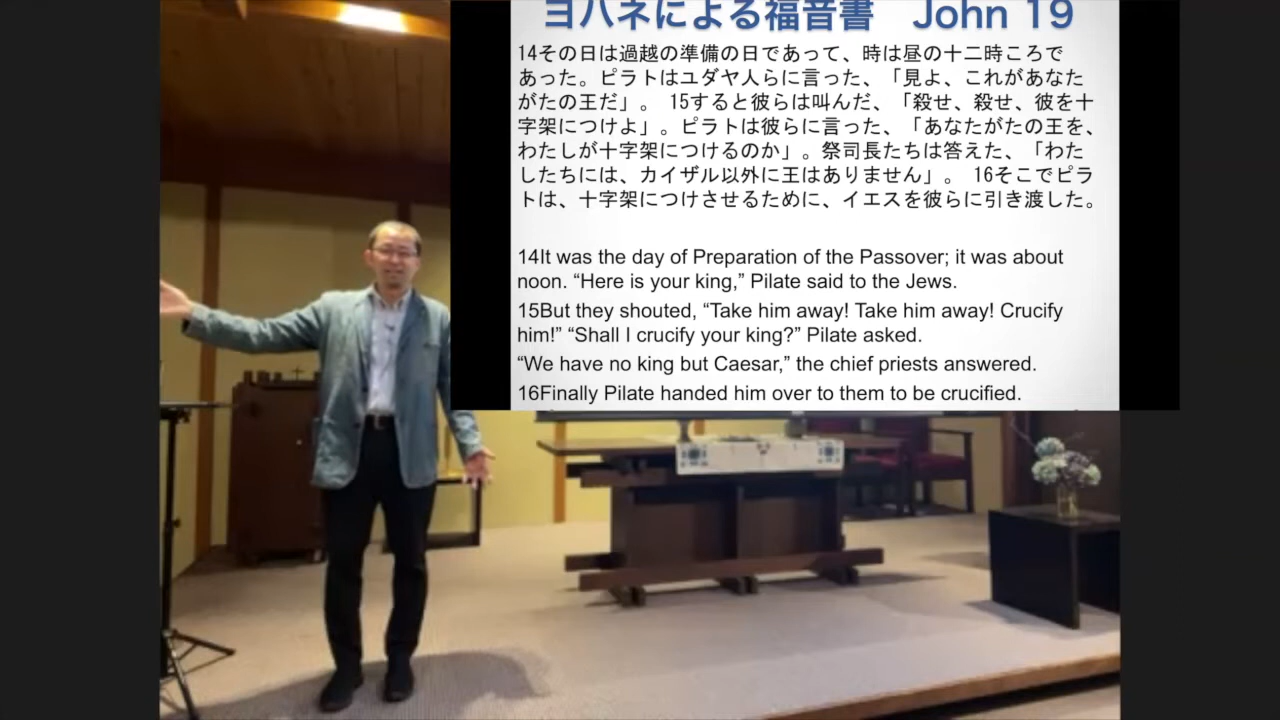 ヨハネによる福音書　John 19
14その日は過越の準備の日であって、時は昼の十二時ころで
あった。ピラトはユダヤ人らに言った、「見よ、これがあなた
がたの王だ」。 15すると彼らは叫んだ、「殺せ、殺せ、彼を十
字架につけよ」。ピラトは彼らに言った、「あなたがたの王を、
わたしが十字架につけるのか」。祭司長たちは答えた、「わた
したちには、カイザル以外に王はありません」。 16そこでピラ
トは、十字架につけさせるために、イエスを彼らに引き渡した。
14It was the day of Preparation of the Passover; it was about
noon. “Here is your king,” Pilate said to the Jews.
15But they shouted, “Take him away! Take him away! Crucify
him!” “Shall I crucify your king?” Pilate asked.
“We have no king but Caesar,” the chief priests answered.
16Finally Pilate handed him over to them to be crucified.